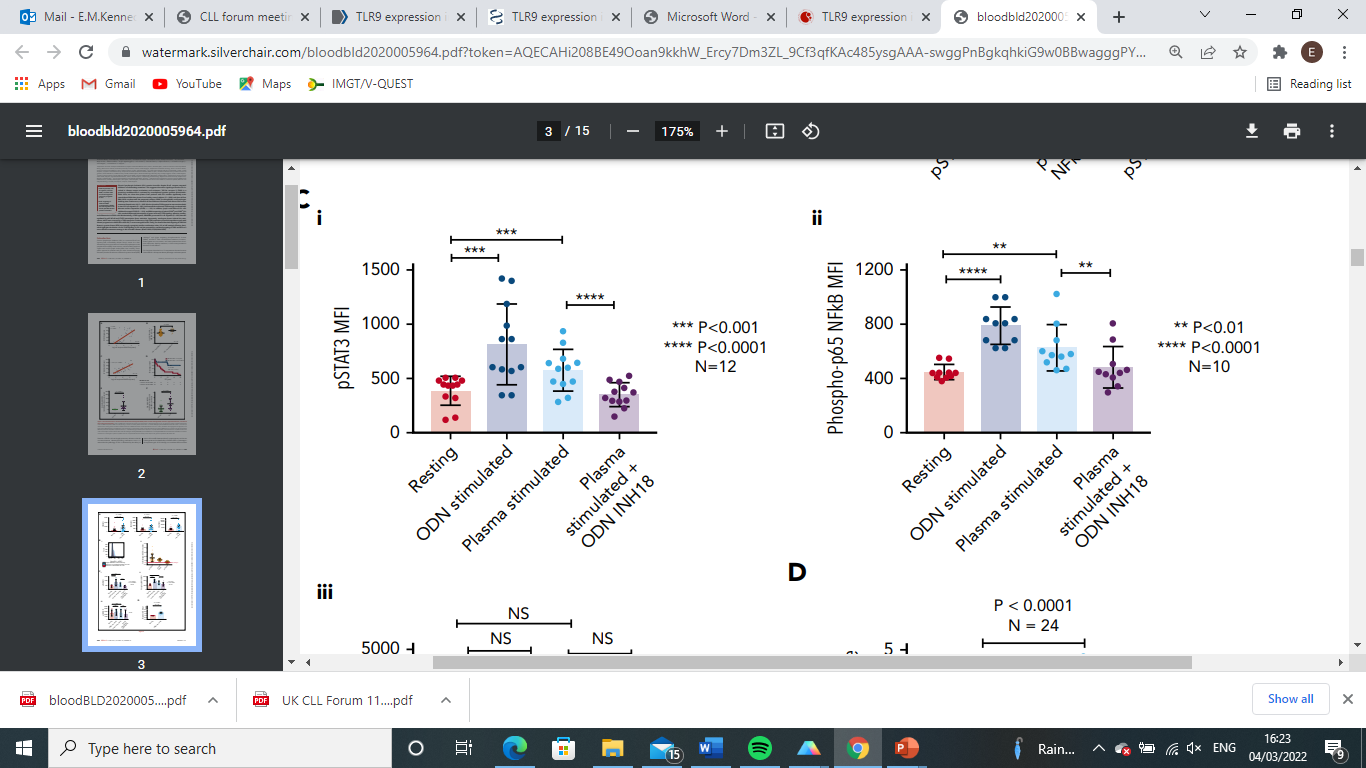 Mail - E.M.Kenne
CLL forum meeti
TLR9 expression i
TLR9 expression
Microsoft Word -
TLR9 expression
bloodbld2020005
watermark.silverchair.com/bloodbld2020005964.pdf?token=AQECAHi208BE49Ooan9kkhW_Ercy7Dm3ZL_9Cf3qfKAc485ysgAAA-swggPnBgkqhkiG9w0BBwagggPY...
E
Apps
Gmail
YouTube
Maps
IMGT/V-QUEST
Reading list
bloodbld2020005964.pdf
3 / 15
175%
1
2
3
C
i
***
***
****
1500
1000
500
0
pSTAT3 MFI
Resting
ODN stimulated
Plasma stimulated
Plasma
stimulated +
ODN INH18
*** P<0.001
**** P<0.0001
N=12
pS
p
NFk
pS
ii
**
****
**
1200
800
400
0
Phospho-p65 NFkB MFI
Resting
ODN stimulated
Plasma stimulated
Plasma
stimulated +
ODN INH18
** P<0.01
**** P<0.0001
N=10
iii
NS
NS
NS
5000
D
P < 0.0001
N = 24
5
bloodBLD2020005....pdf
UK CLL Forum 11....pdf
Show all
Type here to search
15
Rain...
ENG
16:23
04/03/2022
9